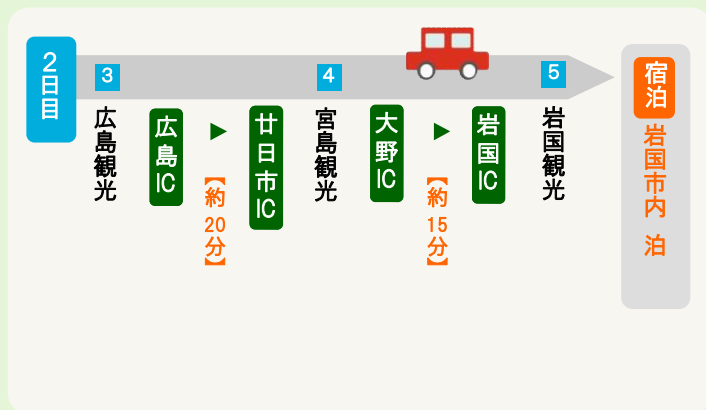 2日目
3
広島観光
広島IC
▶
【約20分】
廿日市IC
4
宮島観光
大野IC
▶
【約15分】
岩国IC
5
岩国観光
宿泊
岩国市内 泊